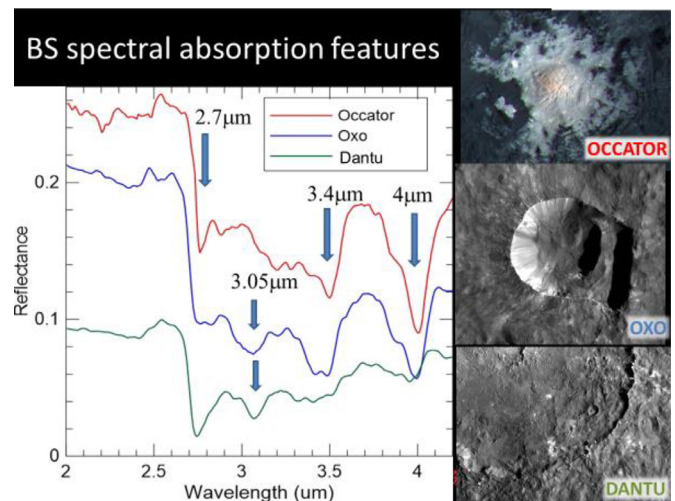 BS spectral absorption features
OCCATOR
OXO
DANTU
Occator
Oxo
Dantu
2.7μm
3.4μm
4μm
3.05μm
0.2
0.1
0
2
2.5
3
3.5
4
Reflectance
Wavelength (um)